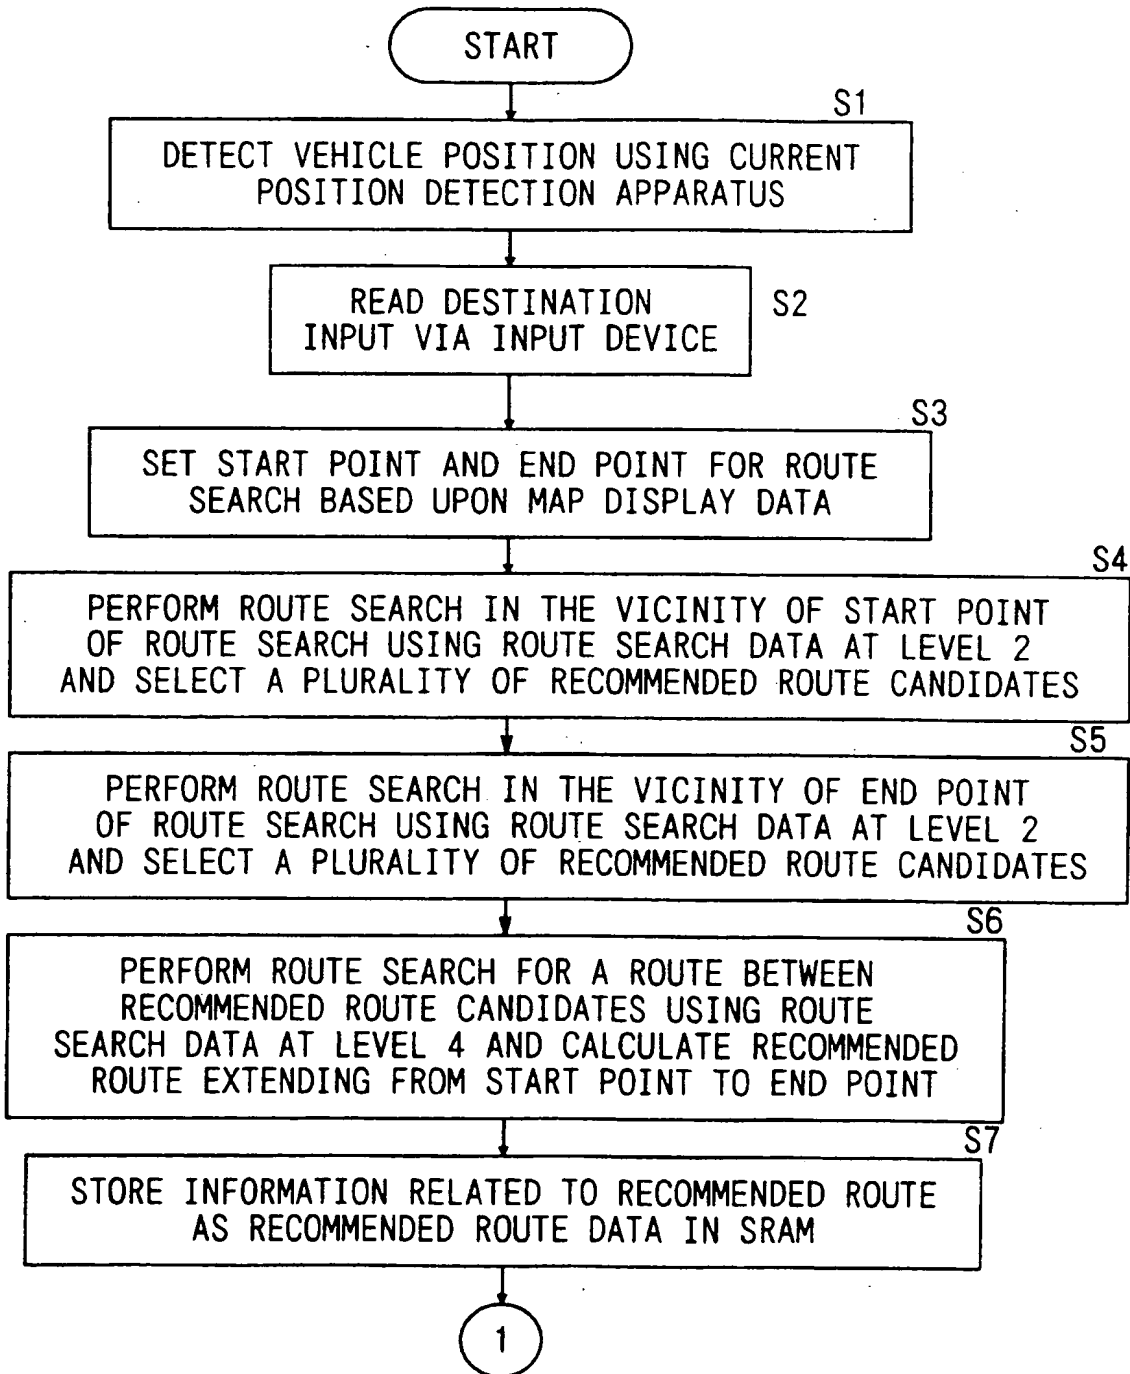 START
S1
DETECT VEHICLE POSITION USING CURRENT
POSITION DETECTION APPARATUS
READ DESTINATION
INPUT VIA INPUT DEVICE
S2
S3
SET START POINT AND END POINT FOR ROUTE
SEARCH BASED UPON MAP DISPLAY DATA
S4
PERFORM ROUTE SEARCH IN THE VICINITY OF START POINT
OF ROUTE SEARCH USING ROUTE SEARCH DATA AT LEVEL 2
AND SELECT A PLURALITY OF RECOMMENDED ROUTE CANDIDATES
S5
PERFORM ROUTE SEARCH IN THE VICINITY OF END POINT
OF ROUTE SEARCH USING ROUTE SEARCH DATA AT LEVEL 2
AND SELECT A PLURALITY OF RECOMMENDED ROUTE CANDIDATES
S6
PERFORM ROUTE SEARCH FOR A ROUTE BETWEEN
RECOMMENDED ROUTE CANDIDATES USING ROUTE
SEARCH DATA AT LEVEL 4 AND CALCULATE RECOMMENDED
ROUTE EXTENDING FROM START POINT TO END POINT
S7
STORE INFORMATION RELATED TO RECOMMENDED ROUTE
AS RECOMMENDED ROUTE DATA IN SRAM
1